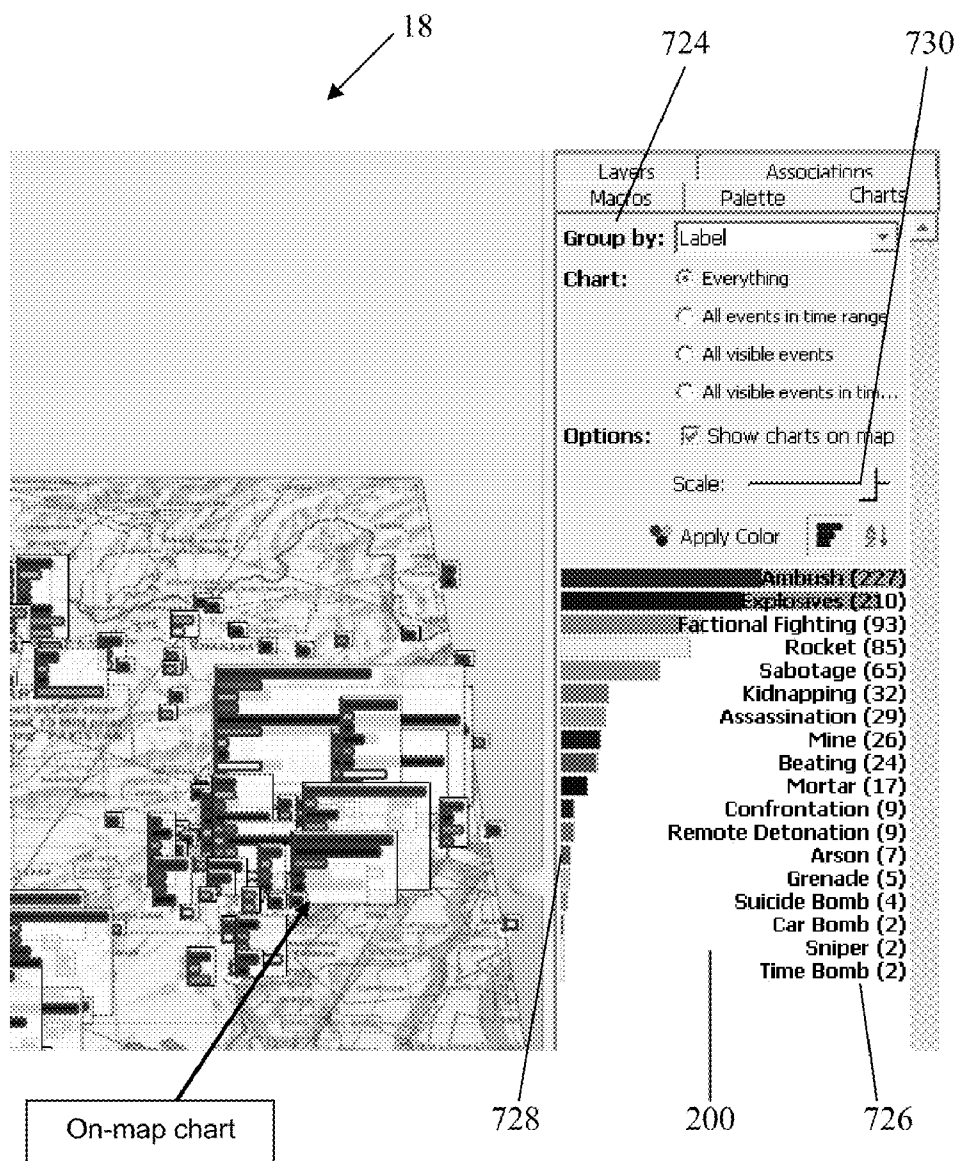 18
724
730
Layers Associations
Macros Palette Charts
Group by: Label
Chart: Everything
All events in time range
All visible events
All visible events in tim...
Options: Show charts on map
Scale:
Apply Color
Ambush (227)
Explosives (210)
Factional Fighting (93)
Rocket (85)
Sabotage (65)
Kidnapping (32)
Assassination (29)
Mine (26)
Beating (24)
Mortar (17)
Confrontation (9)
Remote Detonation (9)
Arson (7)
Grenade (5)
Suicide Bomb (4)
Car Bomb (2)
Sniper (2)
Time Bomb (2)
On-map chart
728
200
726